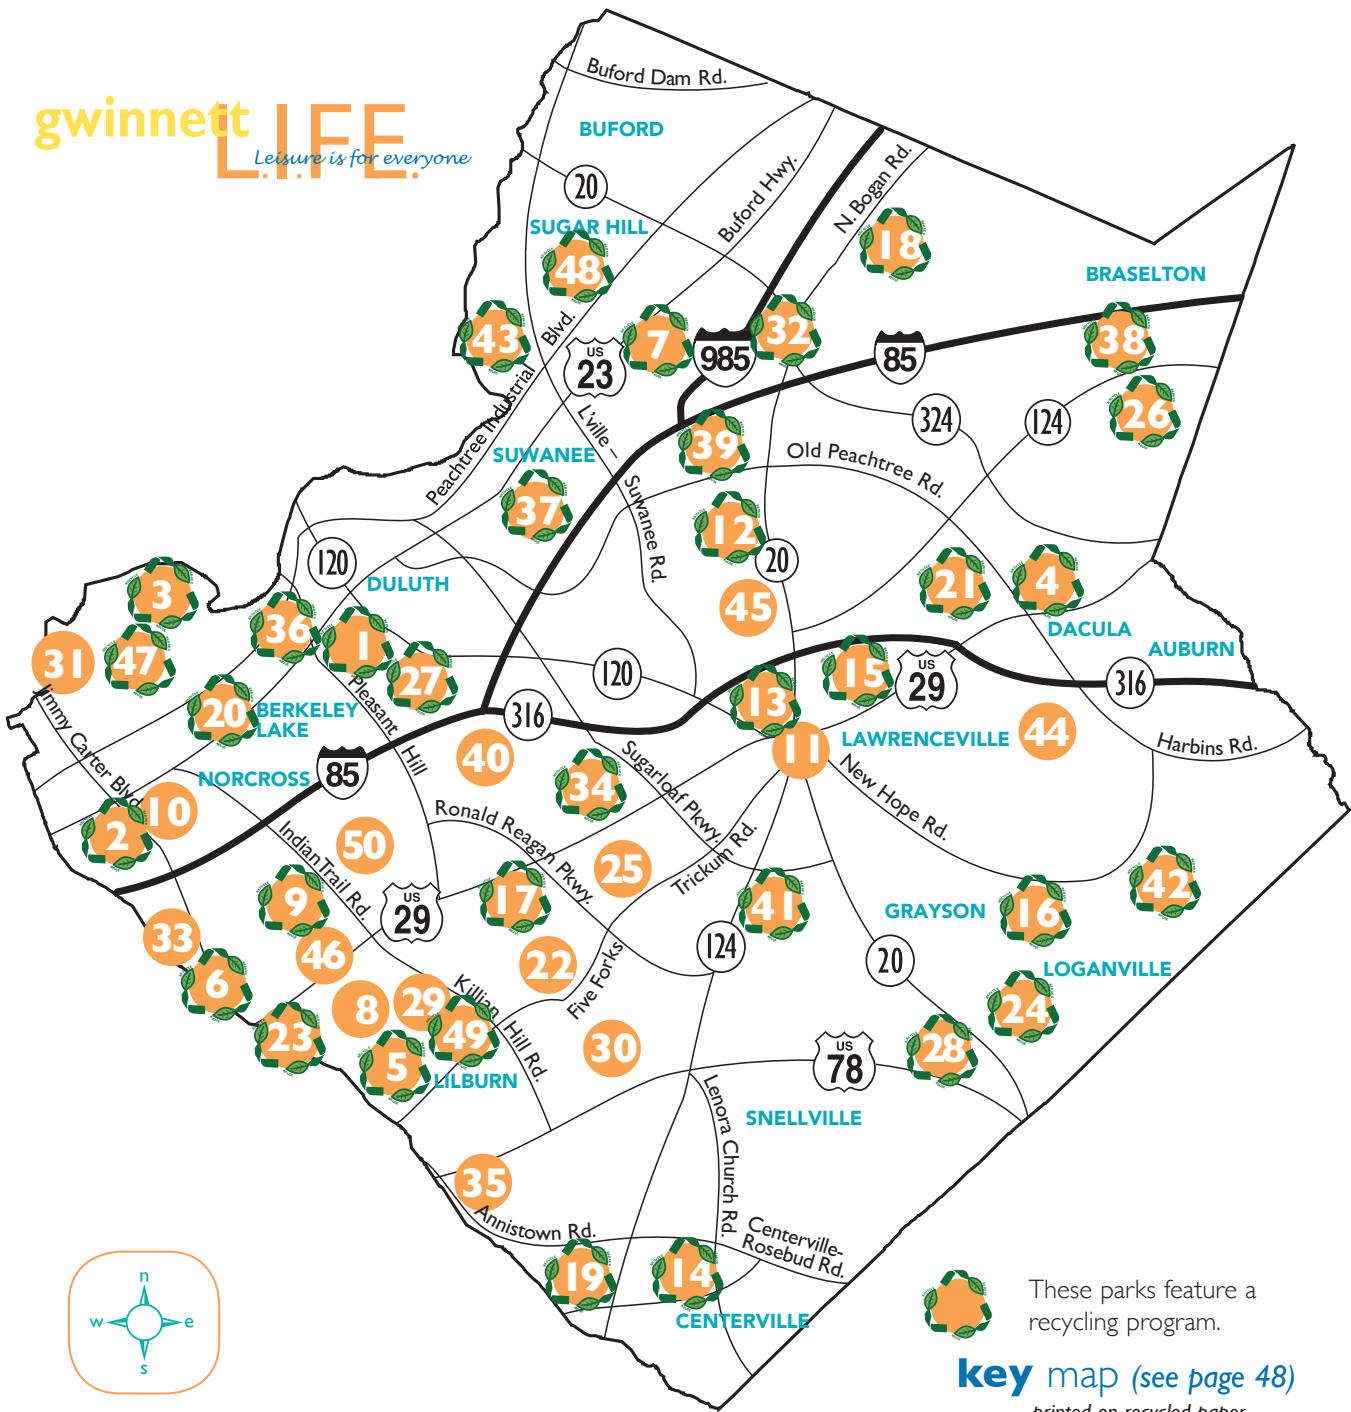 gwinnett
L.I.F.E.
Leisure is for everyone
Buford Dam Rd.
BUFORD
20
SUGAR HILL
48
Buford Hwy.
N. Bogan Rd.
18
BRASELTON
43
Blvd.
US
23
7
985
32
85
38
Peachtree Industrial
L'ville –
Suwanee Rd.
39
324
124
26
SUWANEE
37
Old Peachtree Rd.
12
20
120
DULUTH
3
36
1
27
45
21
4
DACULA
AUBURN
31
47
20
BERKELEY
LAKE
Pleasant Hill
120
13
15
US
29
316
316
Jimmy Carter Blvd.
NORCROSS
85
40
34
11
LAWRENCEVILLE
44
Harbins Rd.
Sugarloaf Pkwy.
New Hope Rd.
2
10
50
Ronald Reagan Pkwy.
25
Trickum Rd.
Indian Trail Rd.
9
US
29
17
41
GRAYSON
16
42
33
46
22
124
20
LOGANVILLE
6
8
29
Killian Hill Rd.
49
Five Forks
24
23
5
LILBURN
30
US
78
28
SNELLVILLE
Lenora Church Rd.
35
Annistown Rd.
Centerville-
Rosebud Rd.
19
14
CENTERVILLE
n
w
e
s
These parks feature a
recycling program.
key map (see page 48)
printed on recycled paper